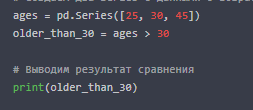 ages = pd.Series([25, 30, 45])
older_than_30 = ages > 30
# Выводим результат сравнения
print(older_than_30)